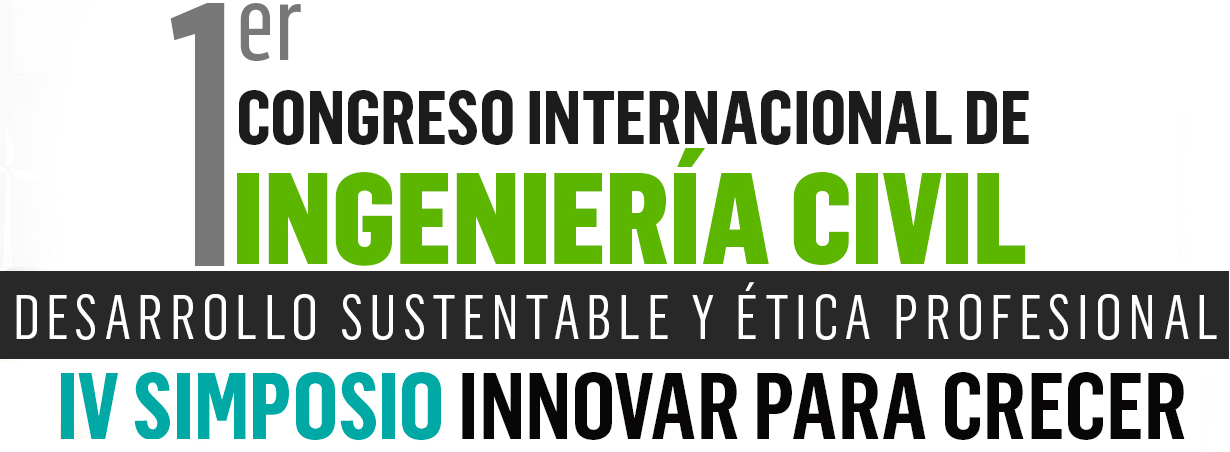 1er
CONGRESO INTERNACIONAL DE
INGENIERÍA CIVIL
DESARROLLO SUSTENTABLE Y ÉTICA PROFESIONAL
IV SIMPOSIO INNOVAR PARA CRECER